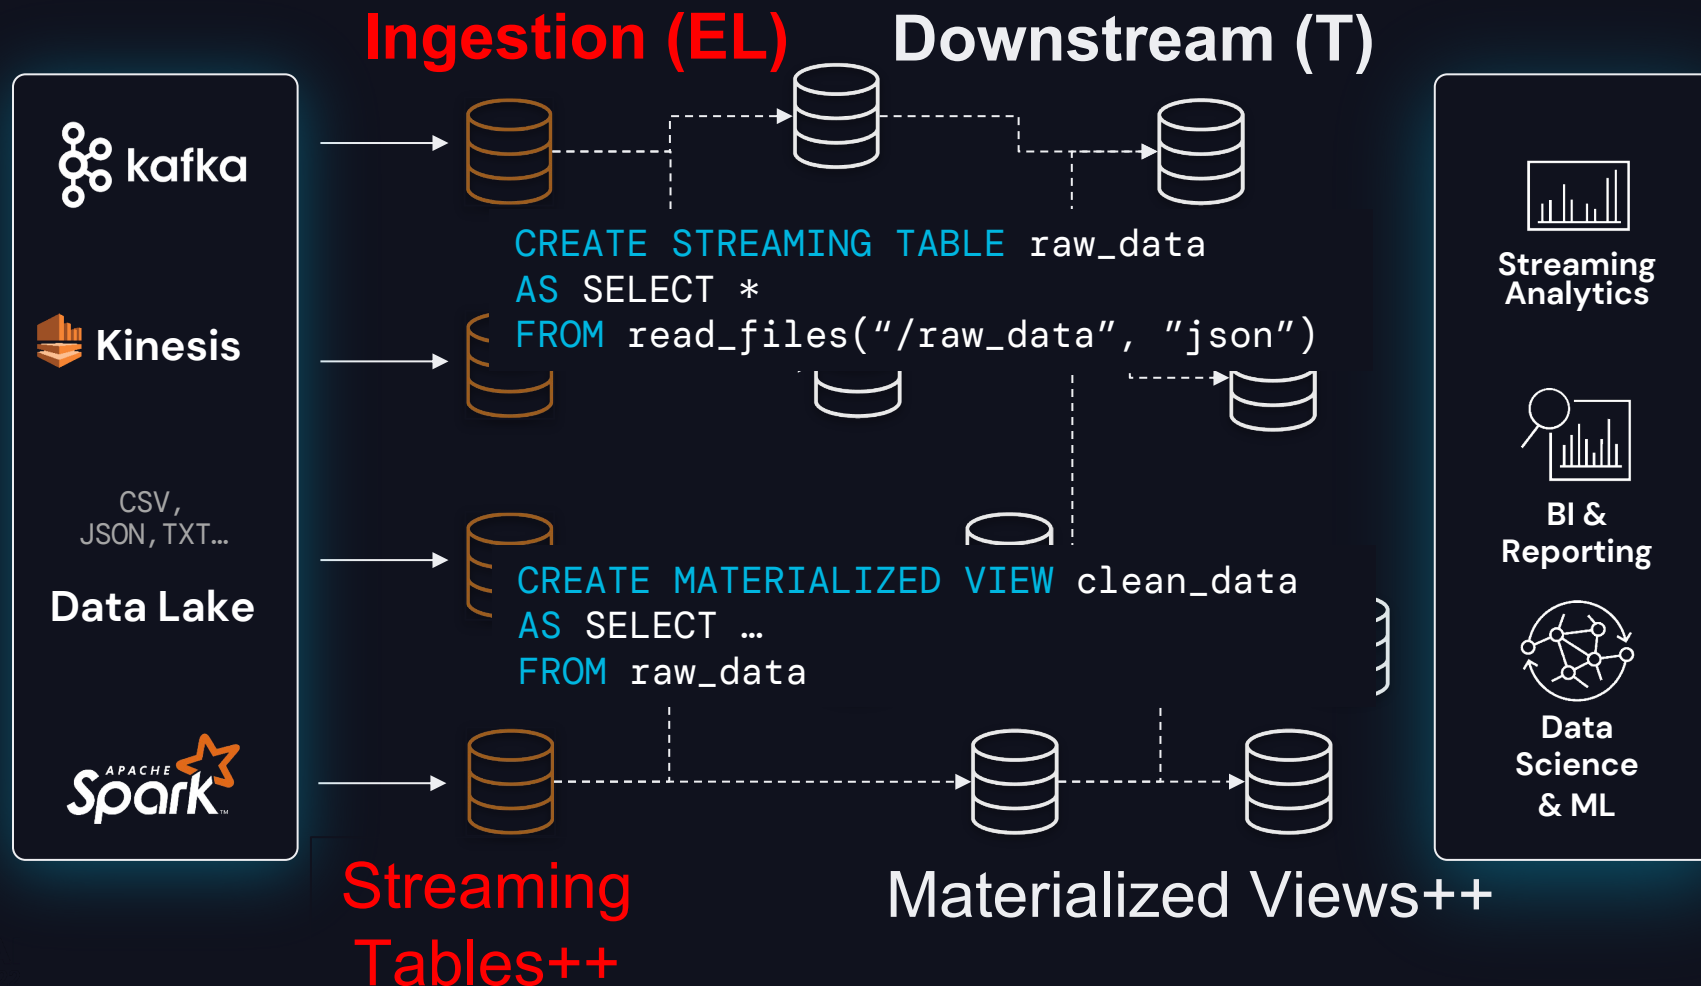 Ingestion (EL)
Downstream (T)
kafka
Kinesis
CSV,
JSON,TXT…
Data Lake
APACHE
Spark™
CREATE STREAMING TABLE raw_data
AS SELECT *
FROM read_files(“/raw_data”, ”json”)
CREATE MATERIALIZED VIEW clean_data
AS SELECT …
FROM raw_data
Streaming
Analytics
BI &
Reporting
Data
Science
& ML
Streaming
Tables++
Materialized Views++